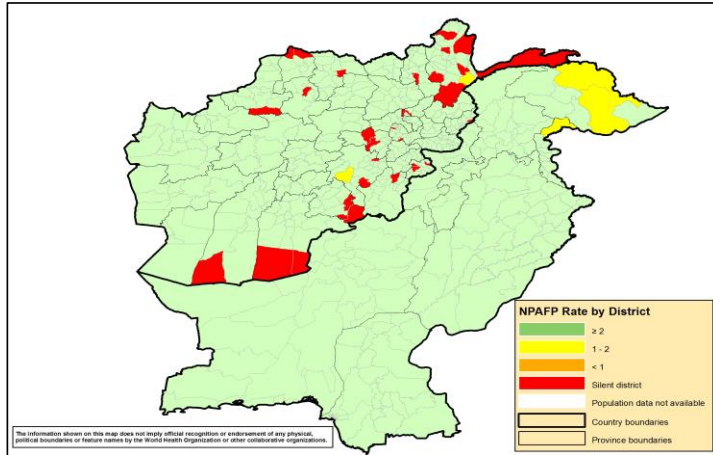 NPAFP Rate by District
≥ 2
1 - 2
< 1
Silent district
Population data not available
Country boundaries
Province boundaries
The information shown on this map does not imply official recognition or endorsement of any physical,
political boundaries or feature names by the World Health Organization or other collaborative organizations.